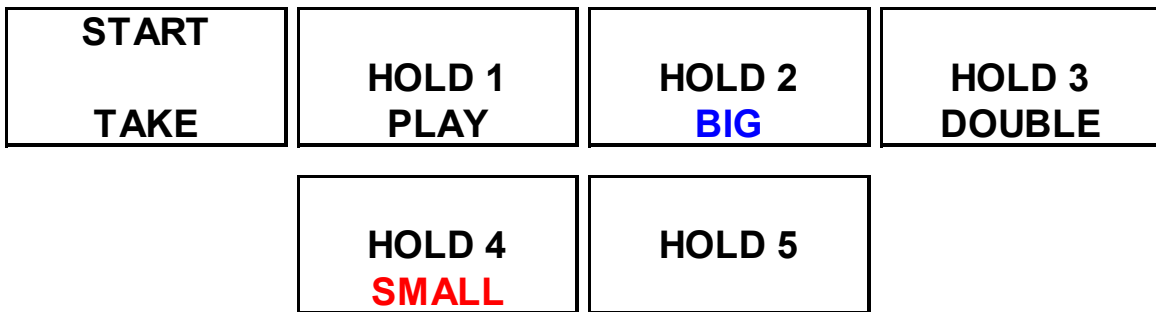 START
TAKE
HOLD 1
PLAY
HOLD 2
BIG
HOLD 3
DOUBLE
HOLD 4
SMALL
HOLD 5